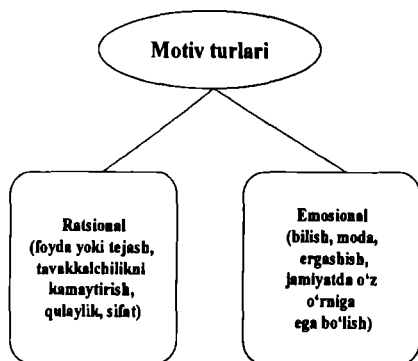 Motiv turlari
Ratsional
(foyda yoki tejash,
tavakkalchilikni
kamaytirish,
qulaylik, sifat)
Emosional
(bilish, moda,
ergashish,
jamiyatda o‘z
o‘rniga
ega bo‘lish)